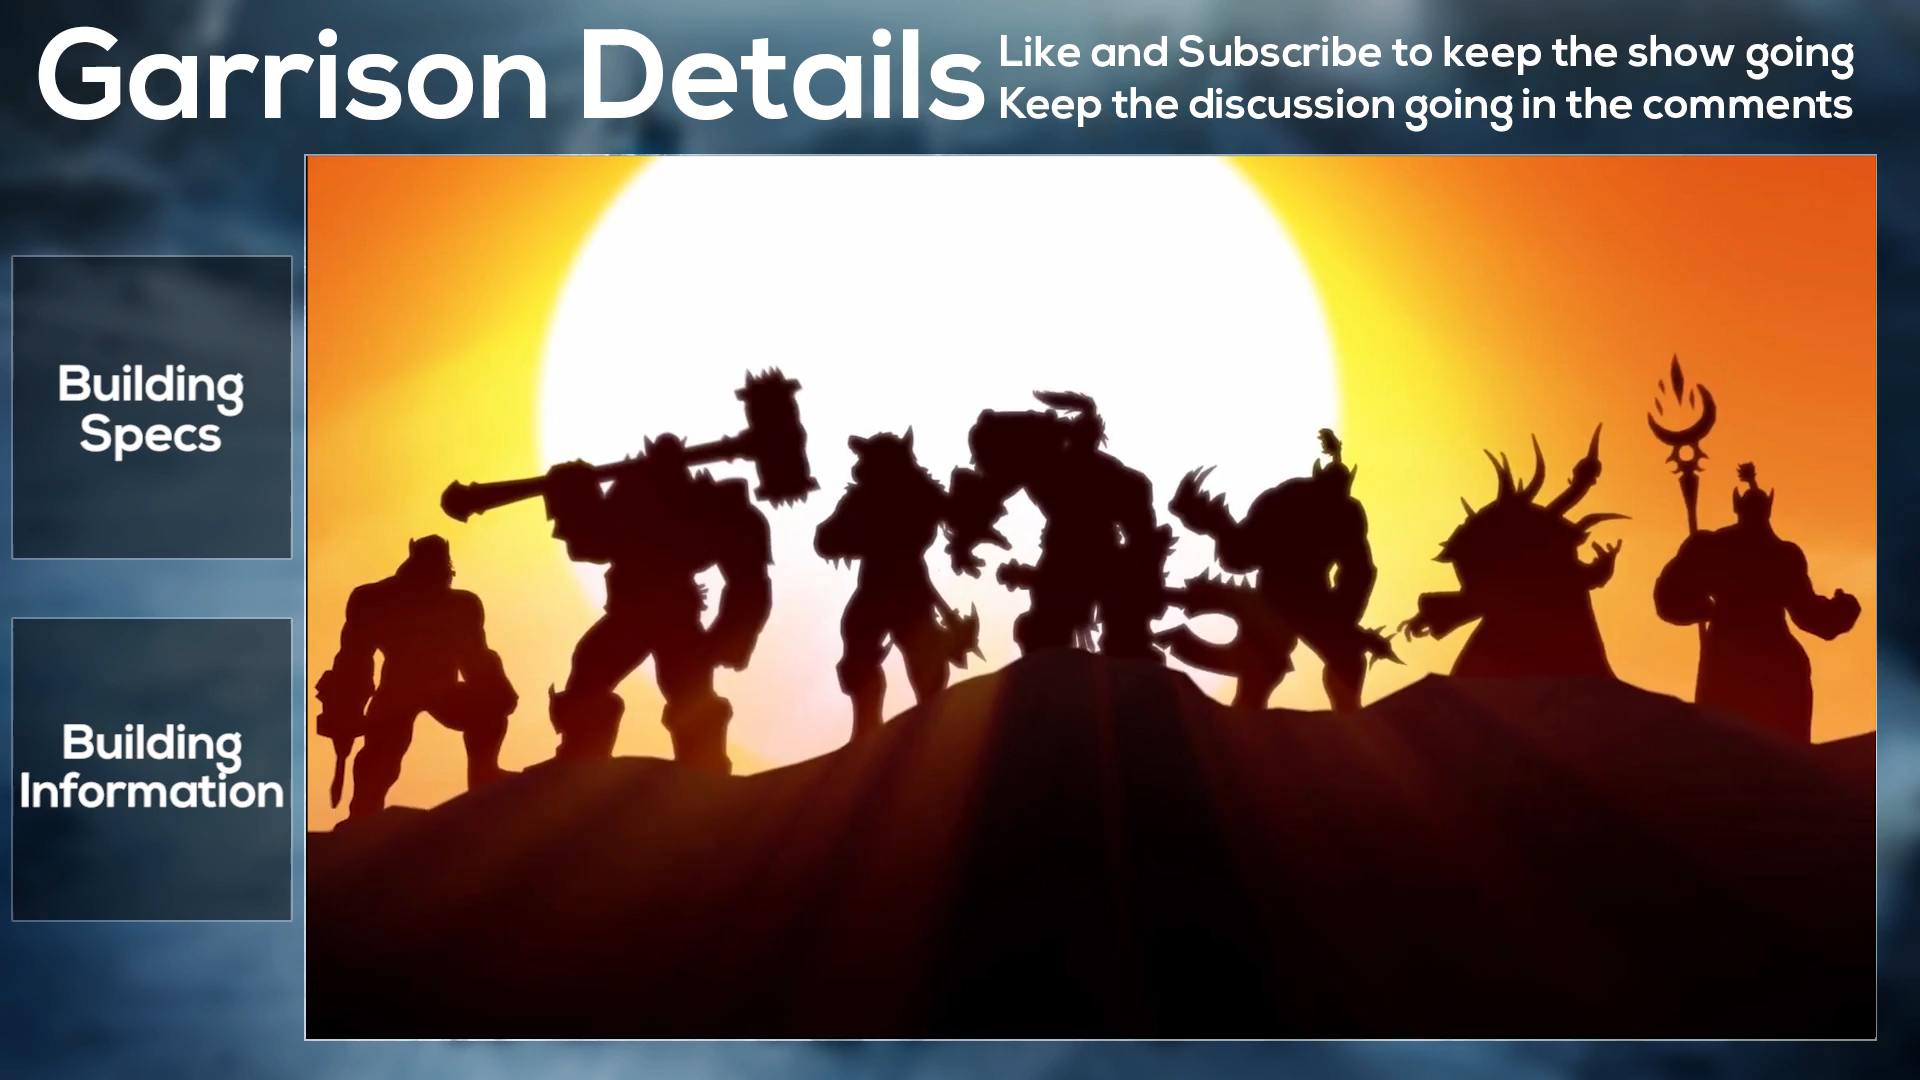 Garrison Details
Like and Subscribe to keep the show going
Keep the discussion going in the comments
Building
Specs
Building
Information